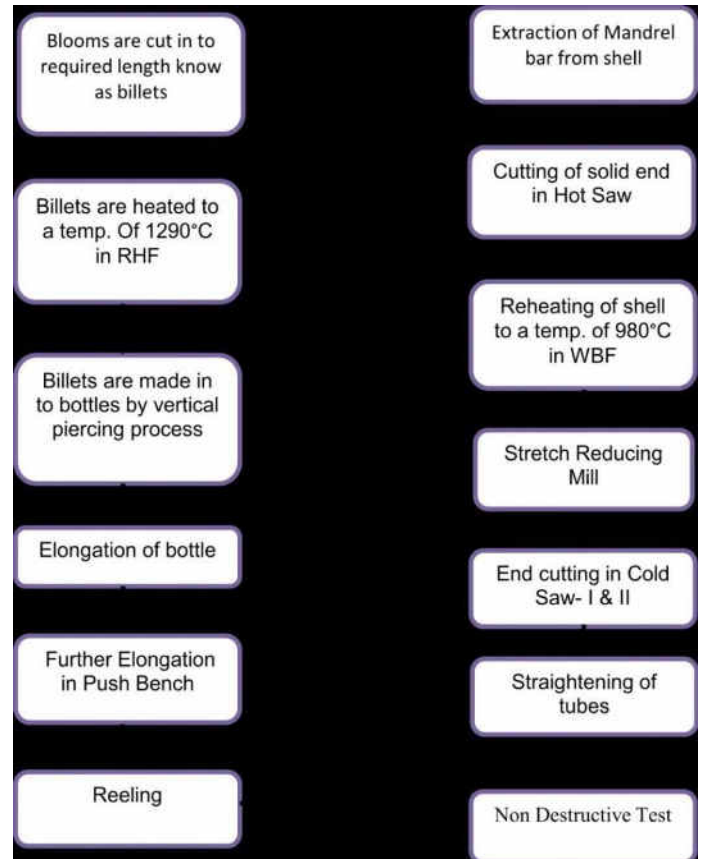 Blooms are cut in to
required length know
as billets
Billets are heated to
a temp. Of 1290°C
in RHF
Billets are made in
to bottles by vertical
piercing process
Elongation of bottle
Further Elongation
in Push Bench
Reeling
Extraction of Mandrel
bar from shell
Cutting of solid end
in Hot Saw
Reheating of shell
to a temp. of 980°C
in WBF
Stretch Reducing
Mill
End cutting in Cold
Saw- I & II
Straightening of
tubes
Non Destructive Test